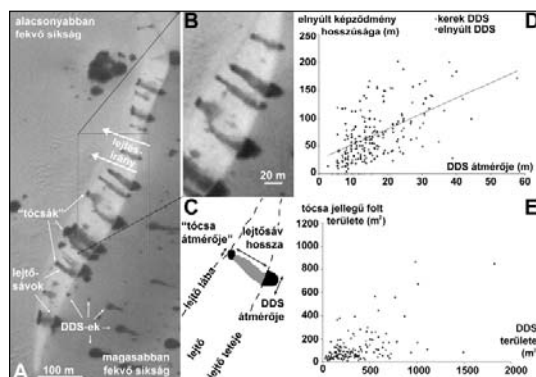 alacsonyabban
fekvő síkság
lejtés-
irány
"tócsák"
lejtő-
sávok
DDS-ek
A
100 m
magasabban
fekvő síkság
B
20 m
C
"tócsa
átmérője"
lejtősáv
hossza
DDS
átmérője
lejtő lába
lejtő
lejtő teteje
elnyúlt képződmény
hosszúsága (m)
kerek DDS
elnyúlt DDS
D
250
200
150
100
50
0
0 10 20 30 40 50 60
DDS átmérője (m)
tócsa jellegű folt
területe (m²)
E
1200
1000
800
600
400
200
0
0 500 1000 1500 2000
DDS
területe
(m²)